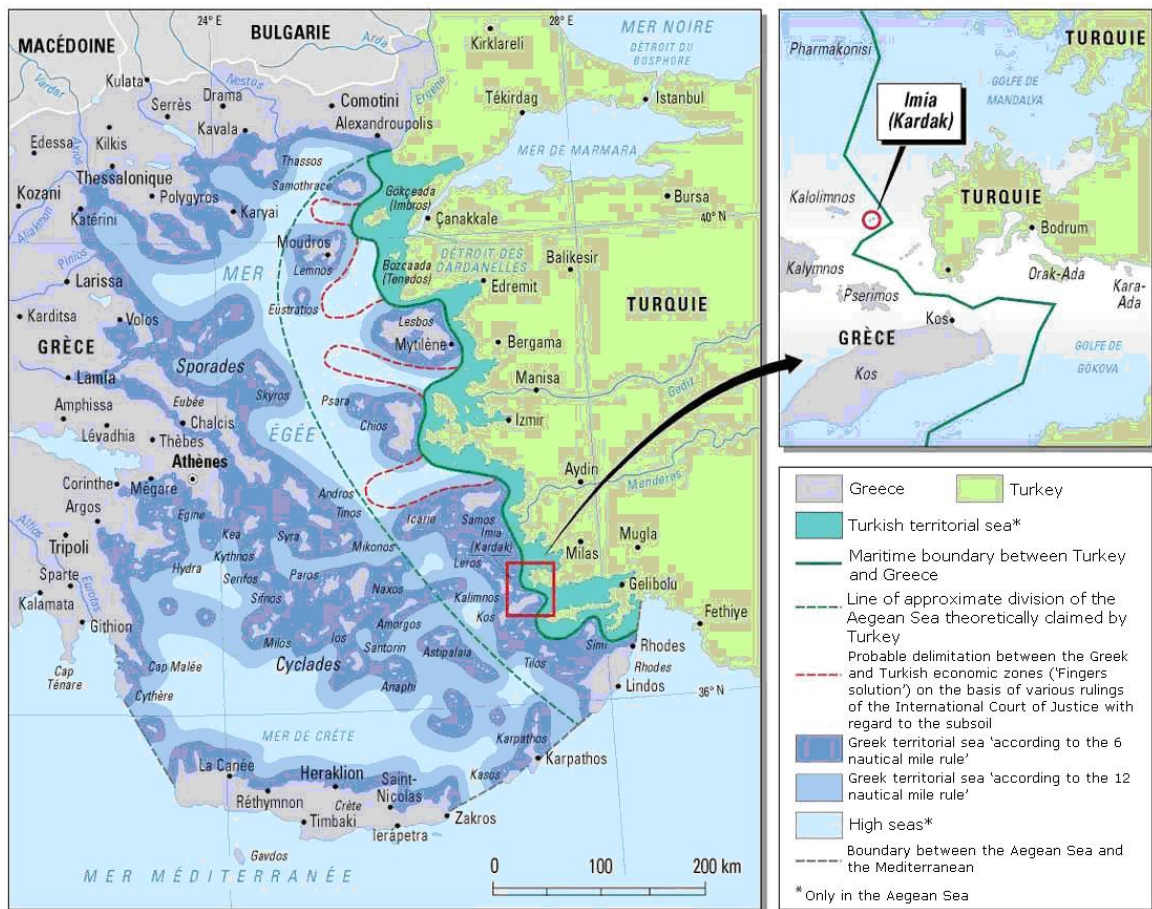 24° E
28° E
MACÉDOINE
BULGARIE
MER NOIRE
DÉTROIT DU
BOSPHORE
Arda
Kirklareli
Vardar
Kulata
Nestos
Ergène
Serrès
Drama
Comotini
Tékirdag
Istanbul
Edessa
Kilkis
Kavala
Alexandroupolis
Axios
MER DE MARMARA
Thessalonique
Thassos
Kozani
Polygyros
Samothrace
Gökçeada
(Imbros)
Bursa
Aliakmon
Katérini
Karyai
Çanakkale
40° N
Pinios
Moudros
DÉTROIT DES
DARDANELLES
MER
Lemnos
Bozcaada
(Tenedos)
Balikesir
Larissa
Eustratios
Edremit
TURQUIE
Karditsa
Volos
Lesbos
GRÈCE
Mytilène
Bergama
Sporades
Lamía
Manisa
Gediz
Eubée
Skyros
Psara
Amphissa
Chalcis
Chios
Izmir
Lévadhia
Thèbes
ÉGÉE
Athènes
Aydin
Corinthe
Mégare
Andros
Menderes
Argos
Egine
Tinos
Icarie
Samos
Alfios
Kea
Syra
Imia
(Kardak)
Mugla
Tripoli
Kythnos
Mikonos
Leros
Milas
Hydra
Paros
Sparte
Serifos
Naxos
Kalimnos
Gelibolu
Kalamata
Eurotas
Sifnos
Kos
Fethiye
Githion
Milos
Ios
Amorgos
Santorin
Astipalaia
Simi
Rhodes
Cap
Ténare
Cap Malée
Cyclades
Tilos
Rhodes
Cythère
Anaphi
Lindos
36° N
MER DE CRÈTE
Karpathos
Karpathos
La Canée
Heraklion
Saint-
Nicolas
Kasos
Réthymnon
Crète
Zakros
Timbaki
Ierápetra
Gavdos
MER MÉDITERRANÉE
0 100 200 km
Pharmakonisi
TURQUIE
GOLFE DE
MANDALYA
Imia
(Kardak)
Kalolimnos
TURQUIE
Bodrum
Kalymnos
Orak-Ada
Kara-
Ada
Pserimos
Kos
GRÈCE
GOLFE DE
GÖKOVA
Kos
Greece
Turkey
Turkish territorial sea*
Maritime boundary between Turkey
and Greece
Line of approximate division of the
Aegean Sea theoretically claimed by
Turkey
Probable delimitation between the Greek
and Turkish economic zones ('Fingers
solution') on the basis of various rulings
of the International Court of Justice with
regard to the subsoil
Greek territorial sea 'according to the 6
nautical mile rule'
Greek territorial sea 'according to the 12
nautical mile rule'
High seas*
Boundary between the Aegean Sea and
the Mediterranean
* Only in the Aegean Sea